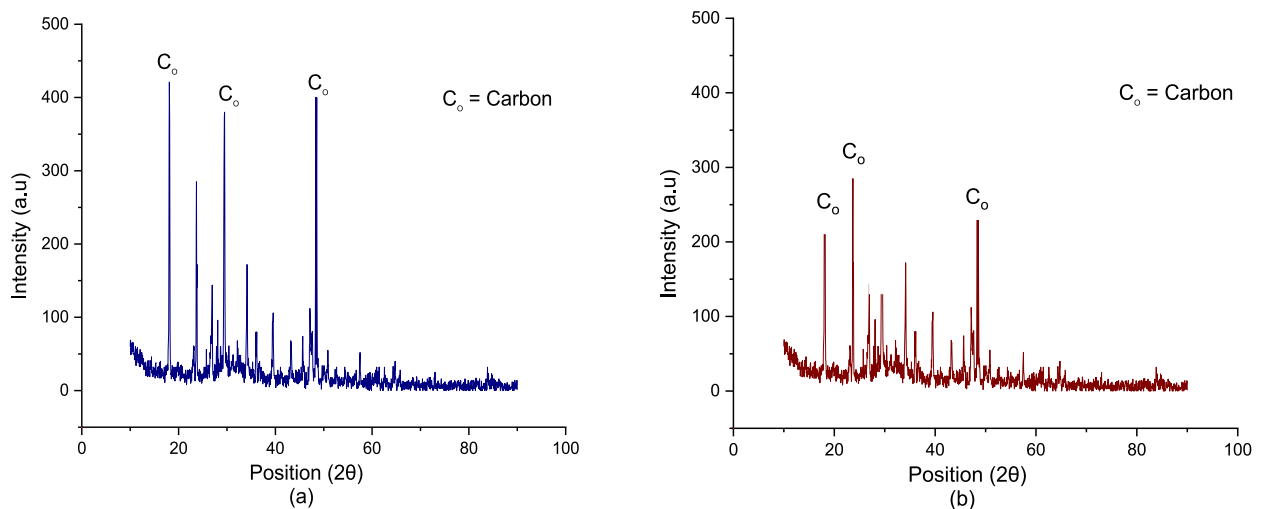 500
400
300
200
100
0
Intensity (a.u)
Cₒ
Cₒ
Cₒ
Cₒ = Carbon
0
20
40
60
80
100
Position (2θ)
(a)
500
400
300
200
100
0
Intensity (a.u)
Cₒ
Cₒ
Cₒ
Cₒ = Carbon
0
20
40
60
80
100
Position (2θ)
(b)